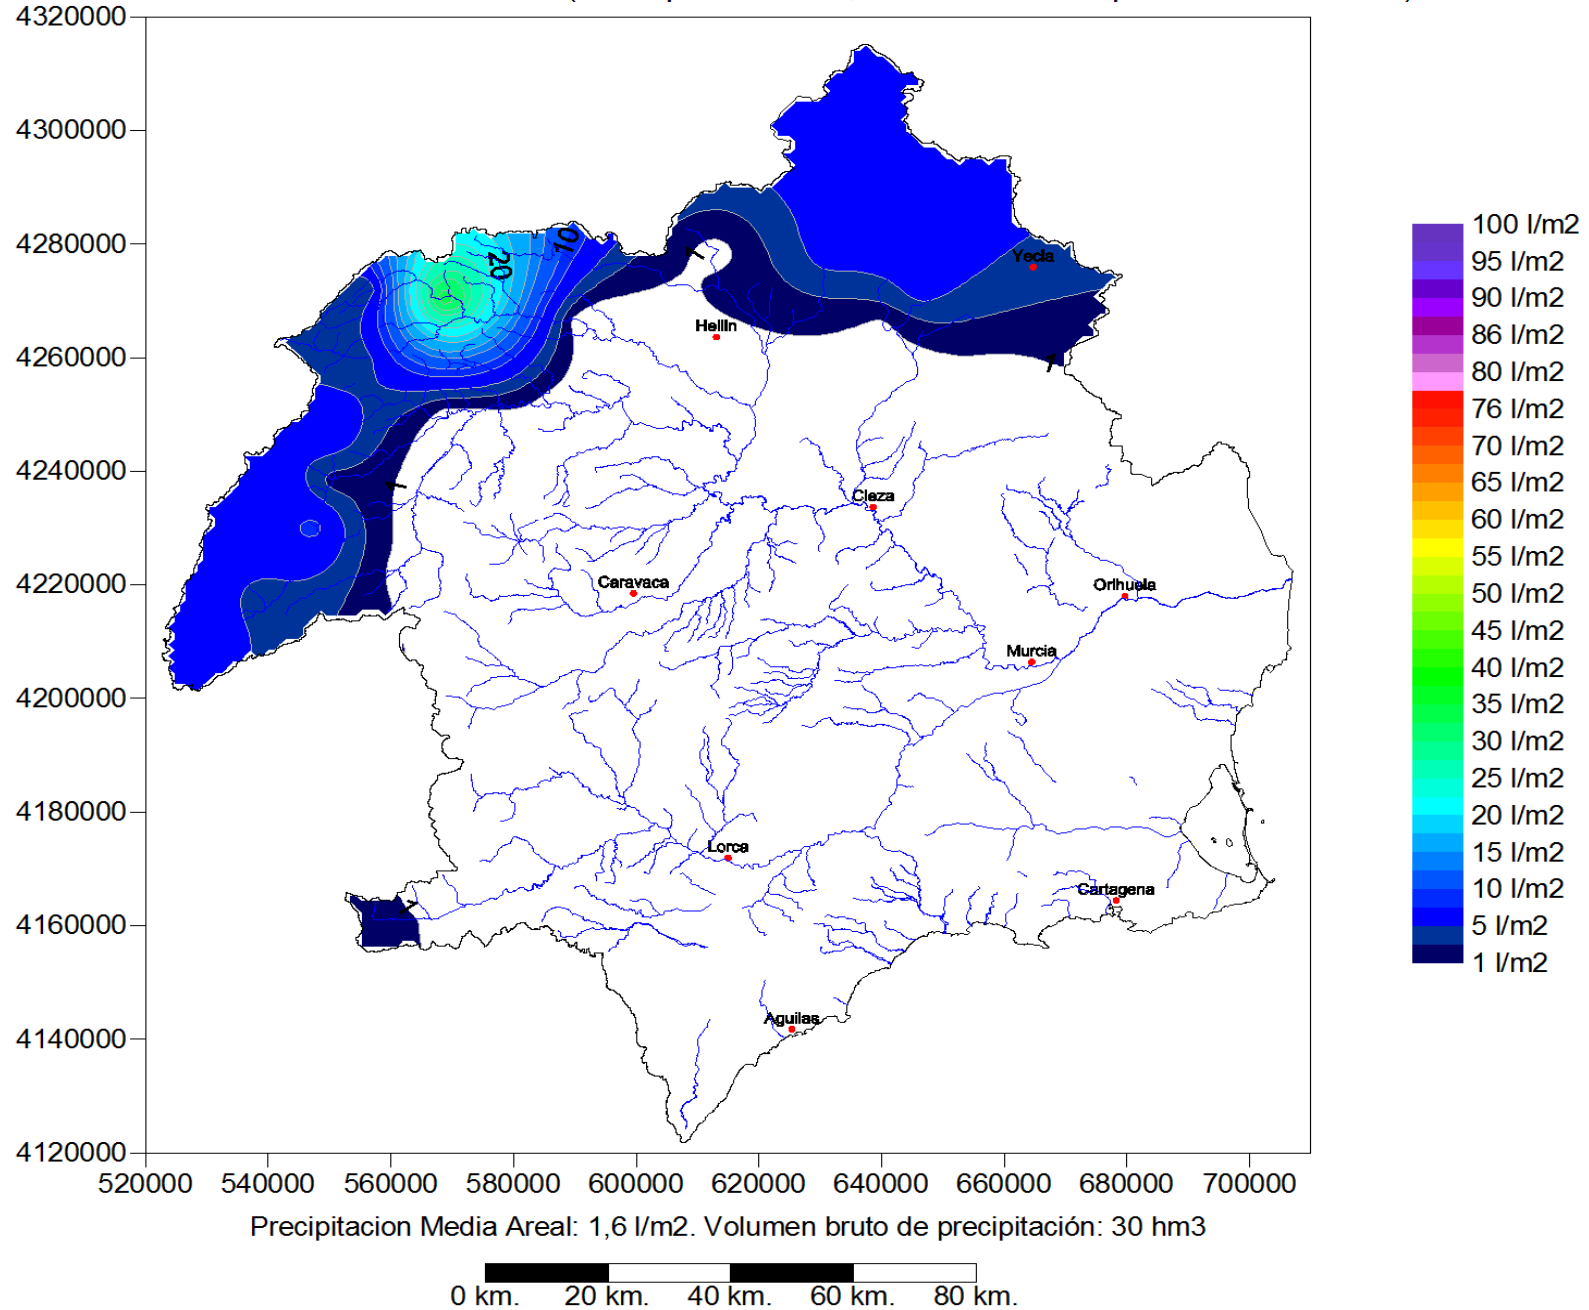 4320000
4300000
4280000
4260000
4240000
4220000
4200000
4180000
4160000
4140000
4120000
520000 540000 560000 580000 600000 620000 640000 660000 680000 700000
10
20
1
1
1
1
Yecla
Hellin
Cieza
Caravaca
Orihuela
Murcia
Lorca
Cartagena
Aguilas
100 l/m2
95 l/m2
90 l/m2
86 l/m2
80 l/m2
76 l/m2
70 l/m2
65 l/m2
60 l/m2
55 l/m2
50 l/m2
45 l/m2
40 l/m2
35 l/m2
30 l/m2
25 l/m2
20 l/m2
15 l/m2
10 l/m2
5 l/m2
1 l/m2
Precipitacion Media Areal: 1,6 l/m2. Volumen bruto de precipitación: 30 hm3
0 km. 20 km. 40 km. 60 km. 80 km.